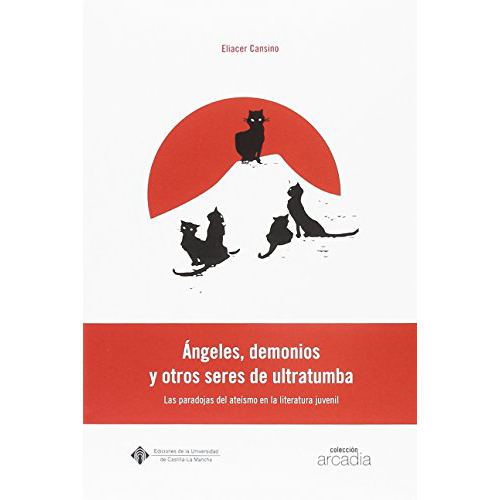 Eliacer Cansino
Ángeles, demonios
y otros seres de ultratumba
Las paradojas del ateísmo en la literatura juvenil
Ediciones de la Universidad
de Castilla-La Mancha
colección
arcadia